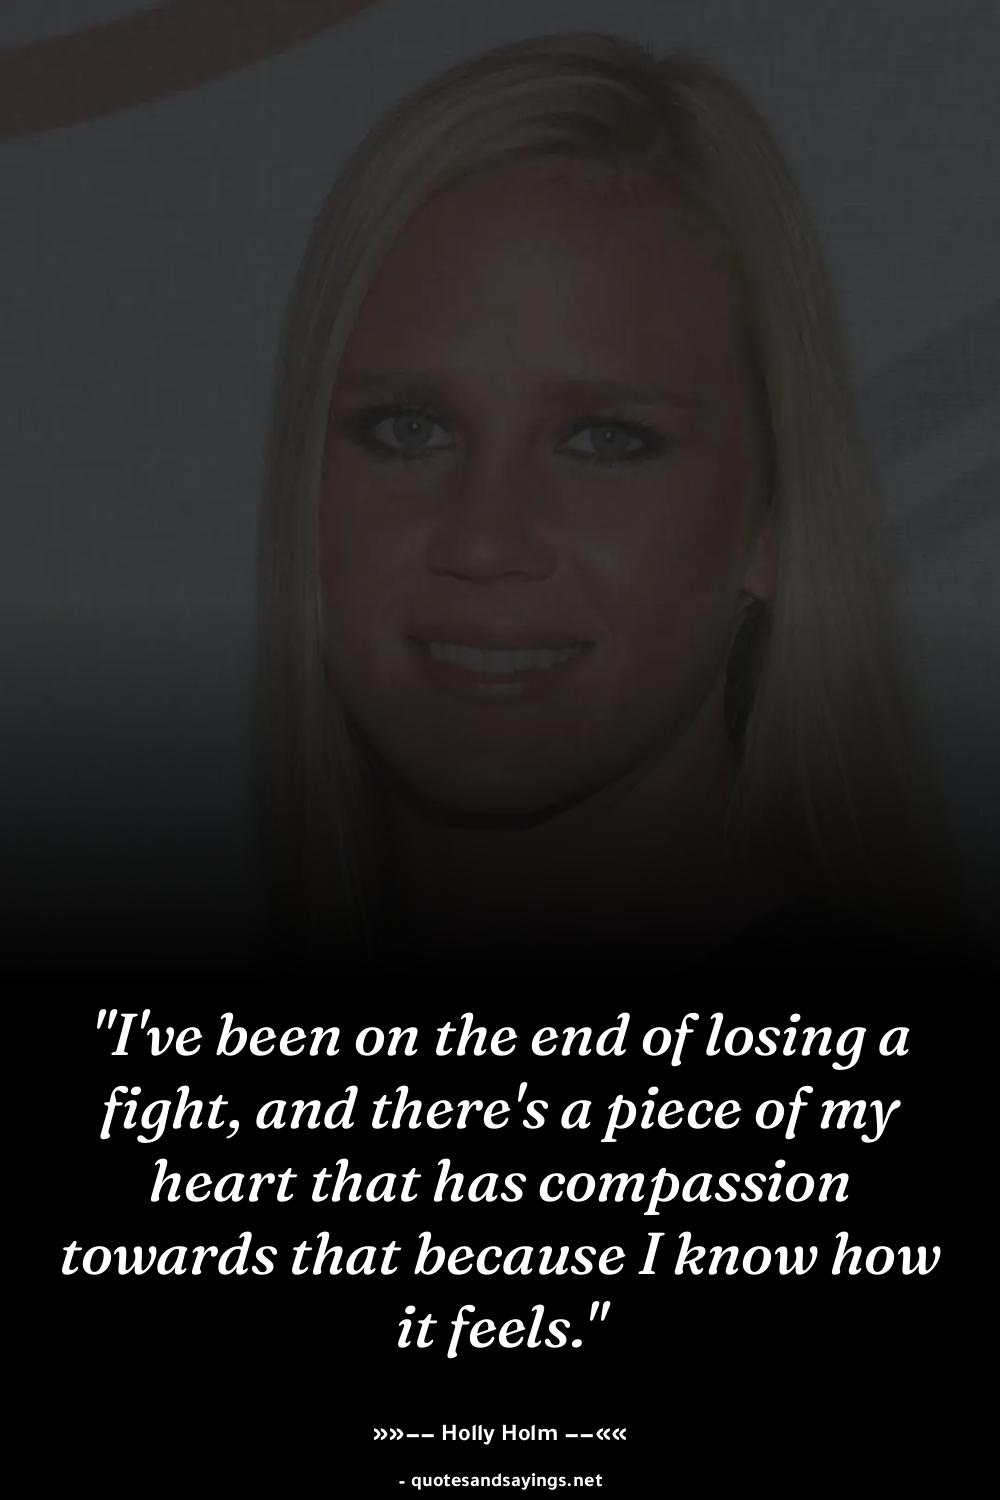 "I've been on the end of losing a
fight, and there's a piece of my
heart that has compassion
towards that because I know how
it feels."
»»−− Holly Holm −−««
- quotesandsayings.net